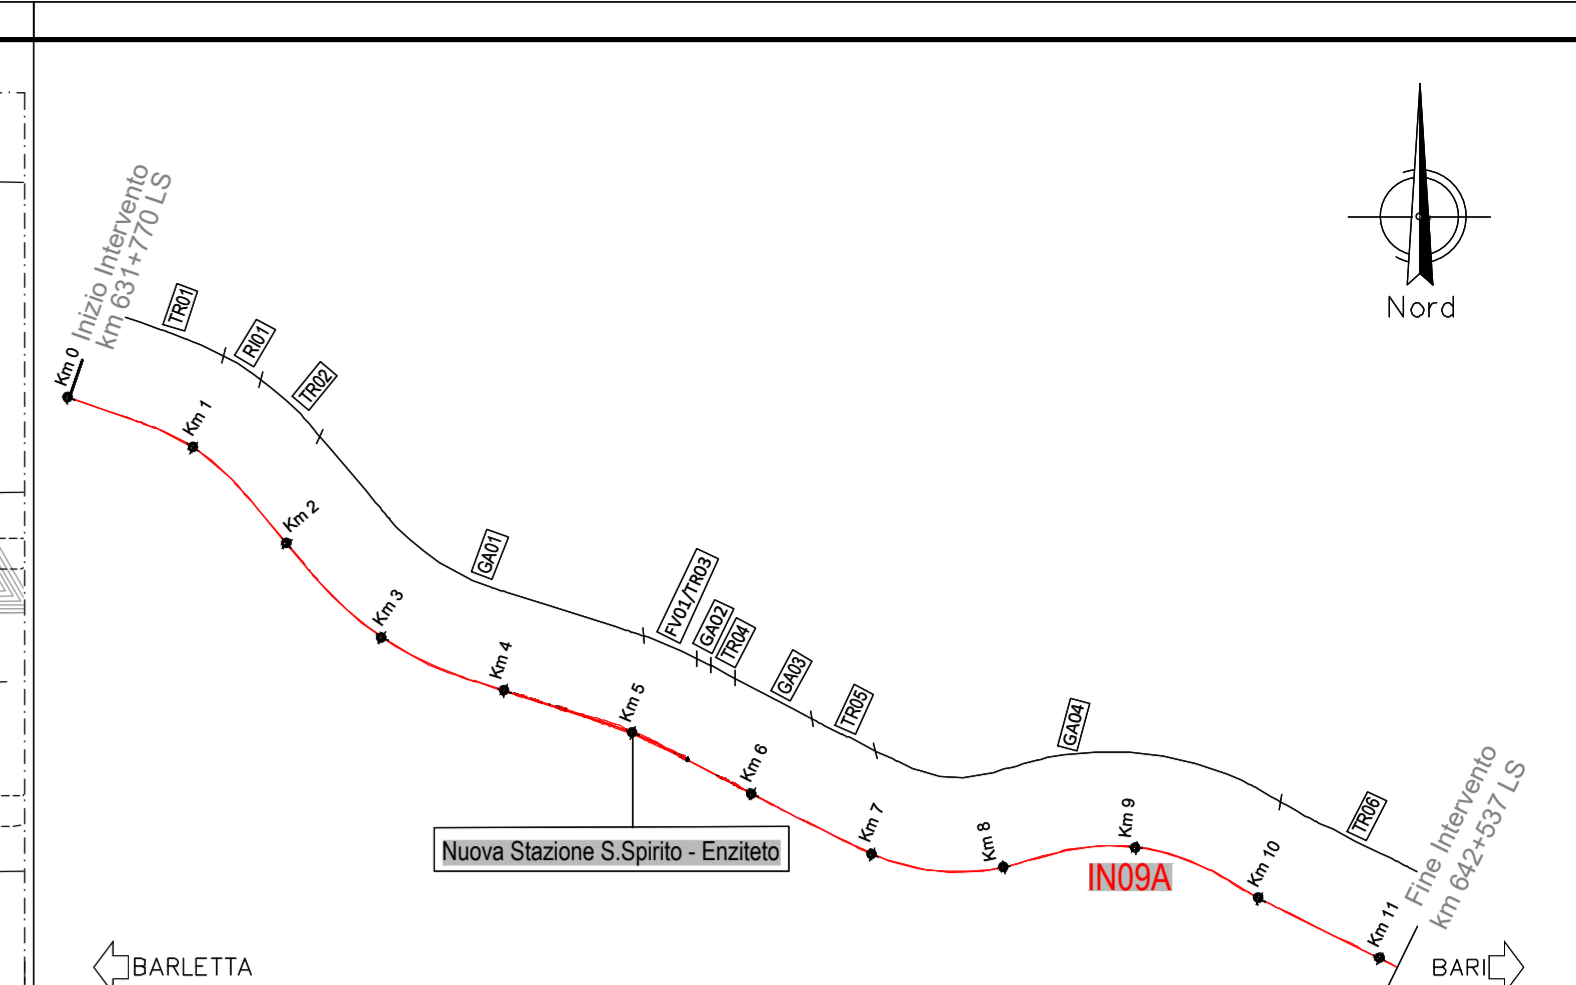 Inizio Intervento
km 631+770 LS
Nord
TR01
RI01
TR02
GA01
FV01/TR03
GA02
TR04
GA03
TR05
GA04
TR06
Km 0
Km 1
Km 2
Km 3
Km 4
Km 5
Km 6
Km 7
Km 8
Km 9
Km 10
Km 11
Nuova Stazione S.Spirito - Enziteto
IN09A
Fine Intervento
km 642+537 LS
BARLETTA
BARI